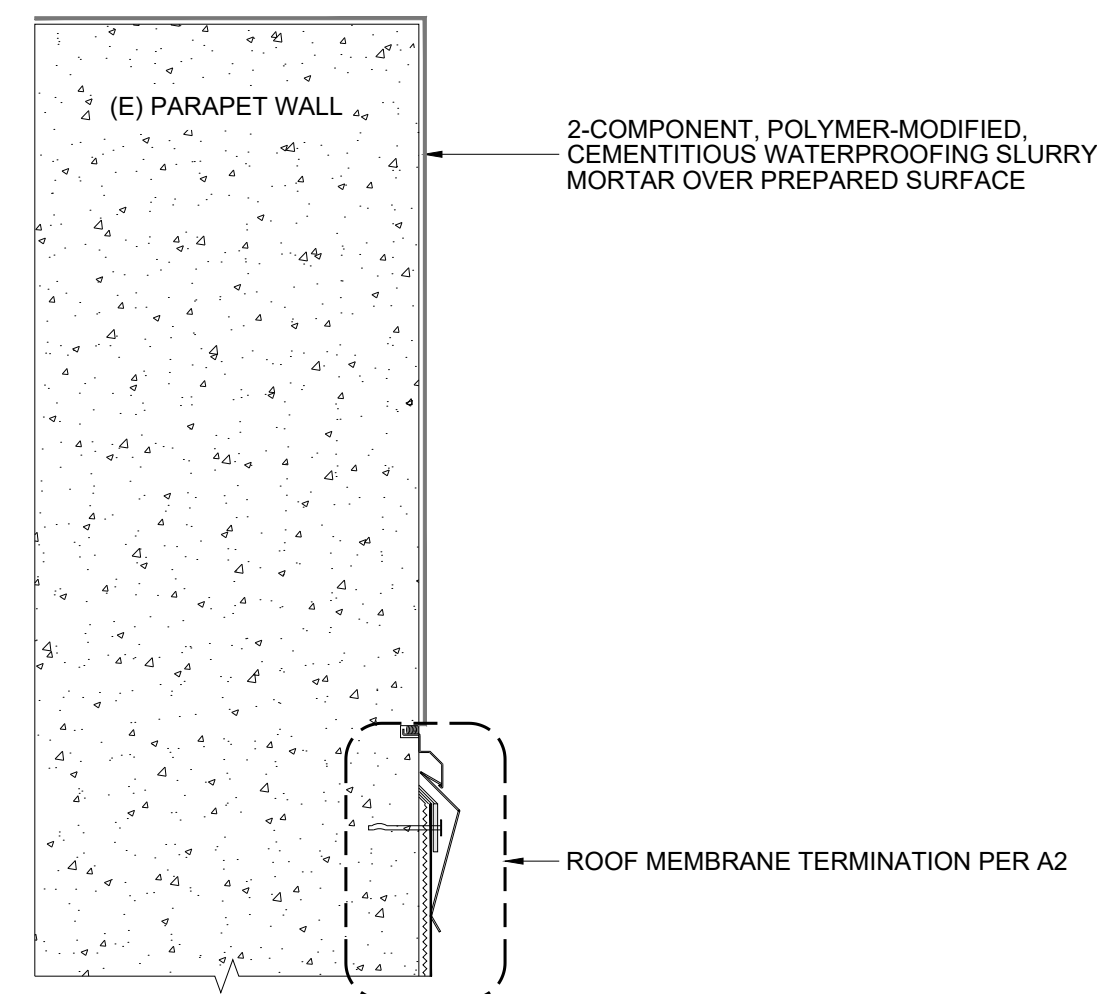 (E) PARAPET WALL
2-COMPONENT, POLYMER-MODIFIED,
CEMENTITIOUS WATERPROOFING SLURRY
MORTAR OVER PREPARED SURFACE
ROOF MEMBRANE TERMINATION PER A2